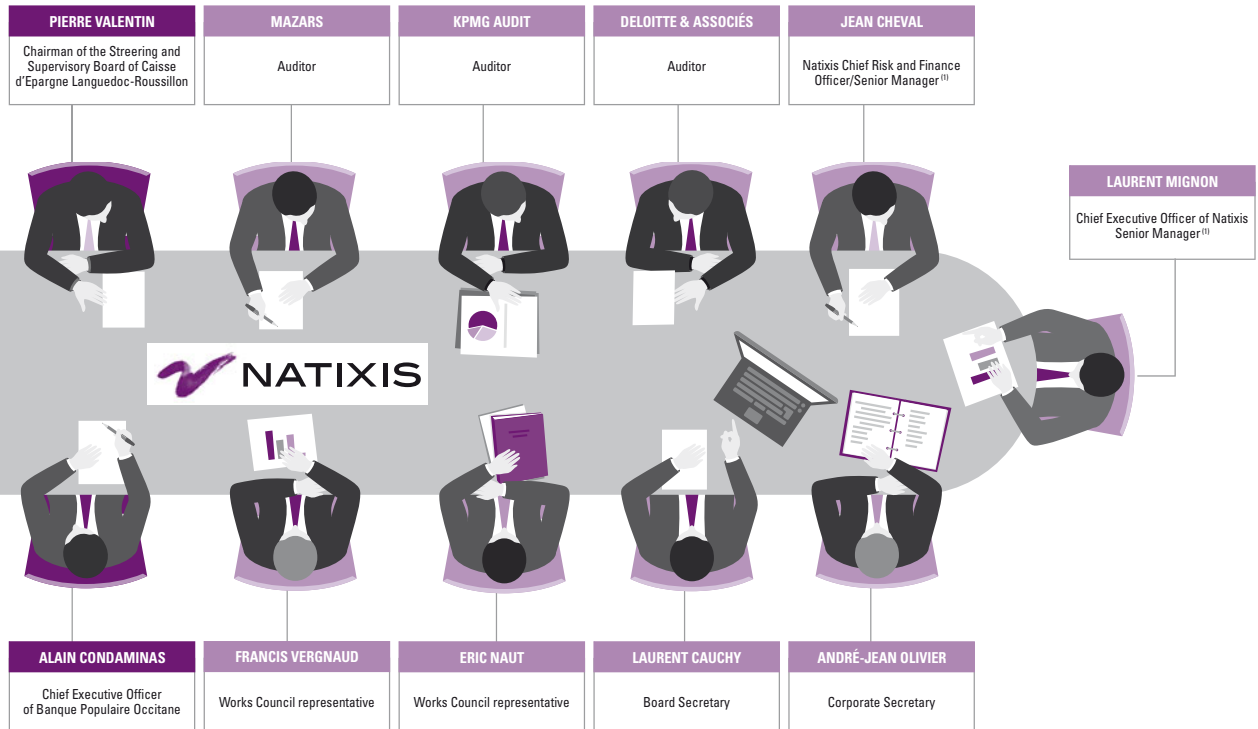 PIERRE VALENTIN
Chairman of the Streering and
Supervisory Board of Caisse
d'Epargne Languedoc-Roussillon
MAZARS
Auditor
KPMG AUDIT
Auditor
DELOITTE & ASSOCIÉS
Auditor
JEAN CHEVAL
Natixis Chief Risk and Finance
Officer/Senior Manager (1)
LAURENT MIGNON
Chief Executive Officer of Natixis
Senior Manager (1)
NATIXIS
ALAIN CONDAMINAS
Chief Executive Officer
of Banque Populaire Occitane
FRANCIS VERGNAUD
Works Council representative
ERIC NAUT
Works Council representative
LAURENT CAUCHY
Board Secretary
ANDRÉ-JEAN OLIVIER
Corporate Secretary